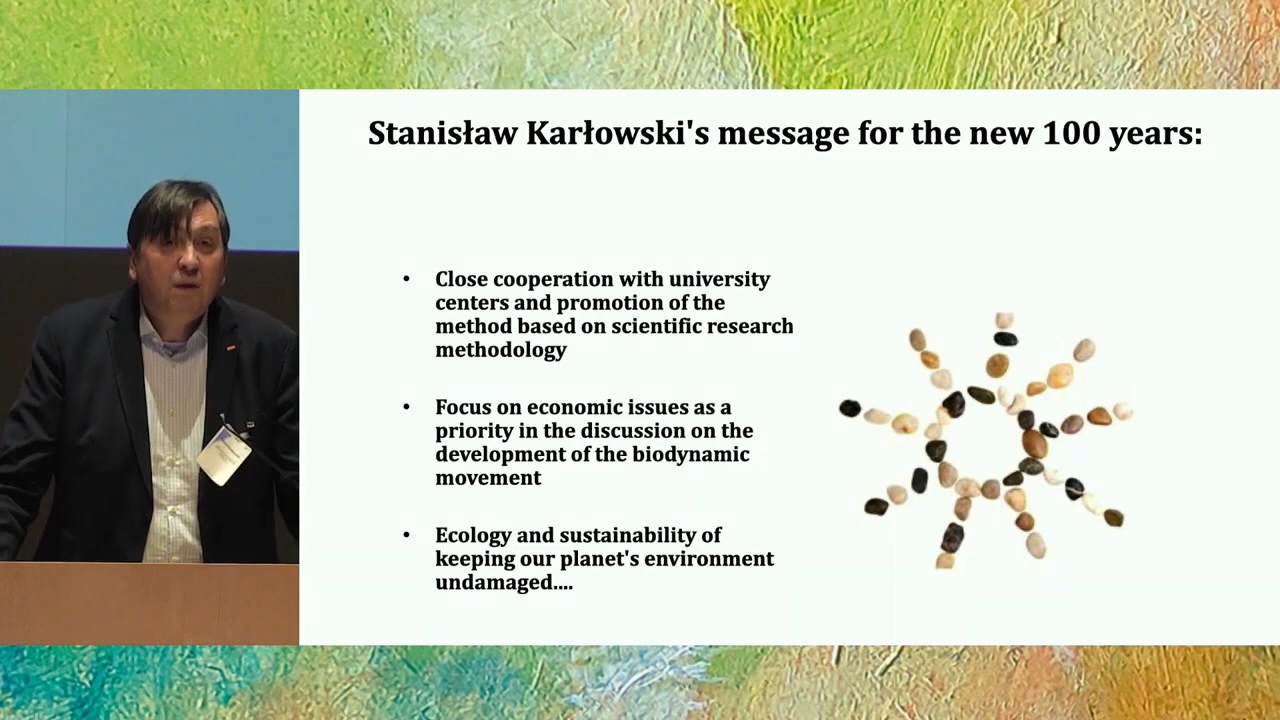 Stanisław Karłowski's message for the new 100 years:
• Close cooperation with university
centers and promotion of the
method based on scientific research
methodology
• Focus on economic issues as a
priority in the discussion on the
development of the biodynamic
movement
• Ecology and sustainability of
keeping our planet's environment
undamaged....